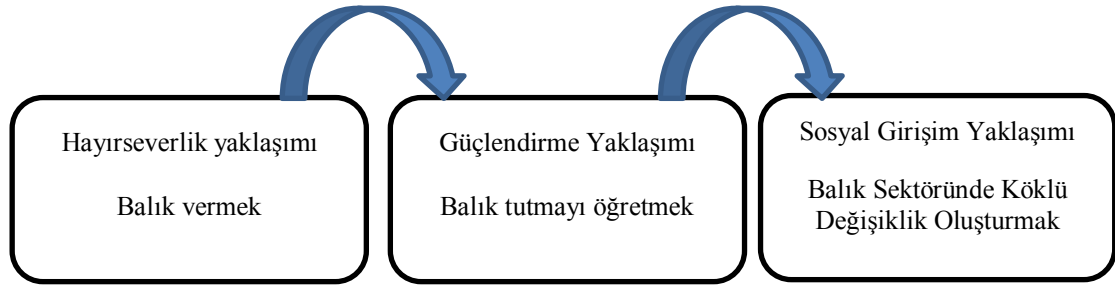 Hayırseverlik yaklaşımı
Balık vermek
Güçlendirme Yaklaşımı
Balık tutmayı öğretmek
Sosyal Girişim Yaklaşımı
Balık Sektöründe Köklü
Değişiklik Oluşturmak